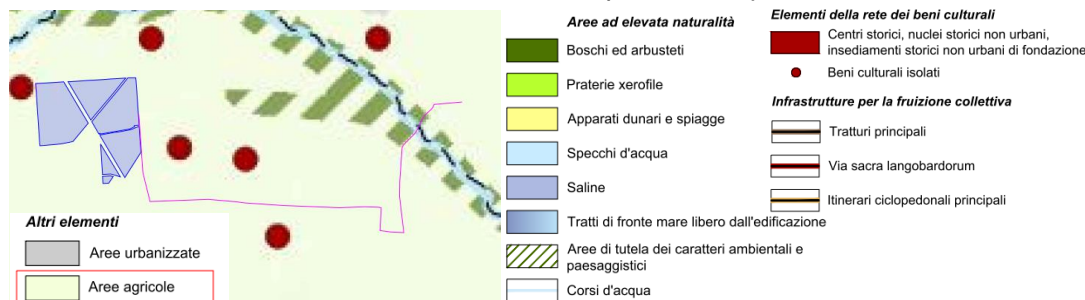 Altri elementi
Aree urbanizzate
Aree agricole
Aree ad elevata naturalità
Boschi ed arbusteti
Praterie xerofile
Apparati dunari e spiagge
Specchi d'acqua
Saline
Tratti di fronte mare libero dall'edificazione
Aree di tutela dei caratteri ambientali e
paesaggistici
Corsi d'acqua
Elementi della rete dei beni culturali
Centri storici, nuclei storici non urbani,
insediamenti storici non urbani di fondazione
Beni culturali isolati
Infrastrutture per la fruizione collettiva
Tratturi principali
Via sacra langobardorum
Itinerari ciclopedonali principali